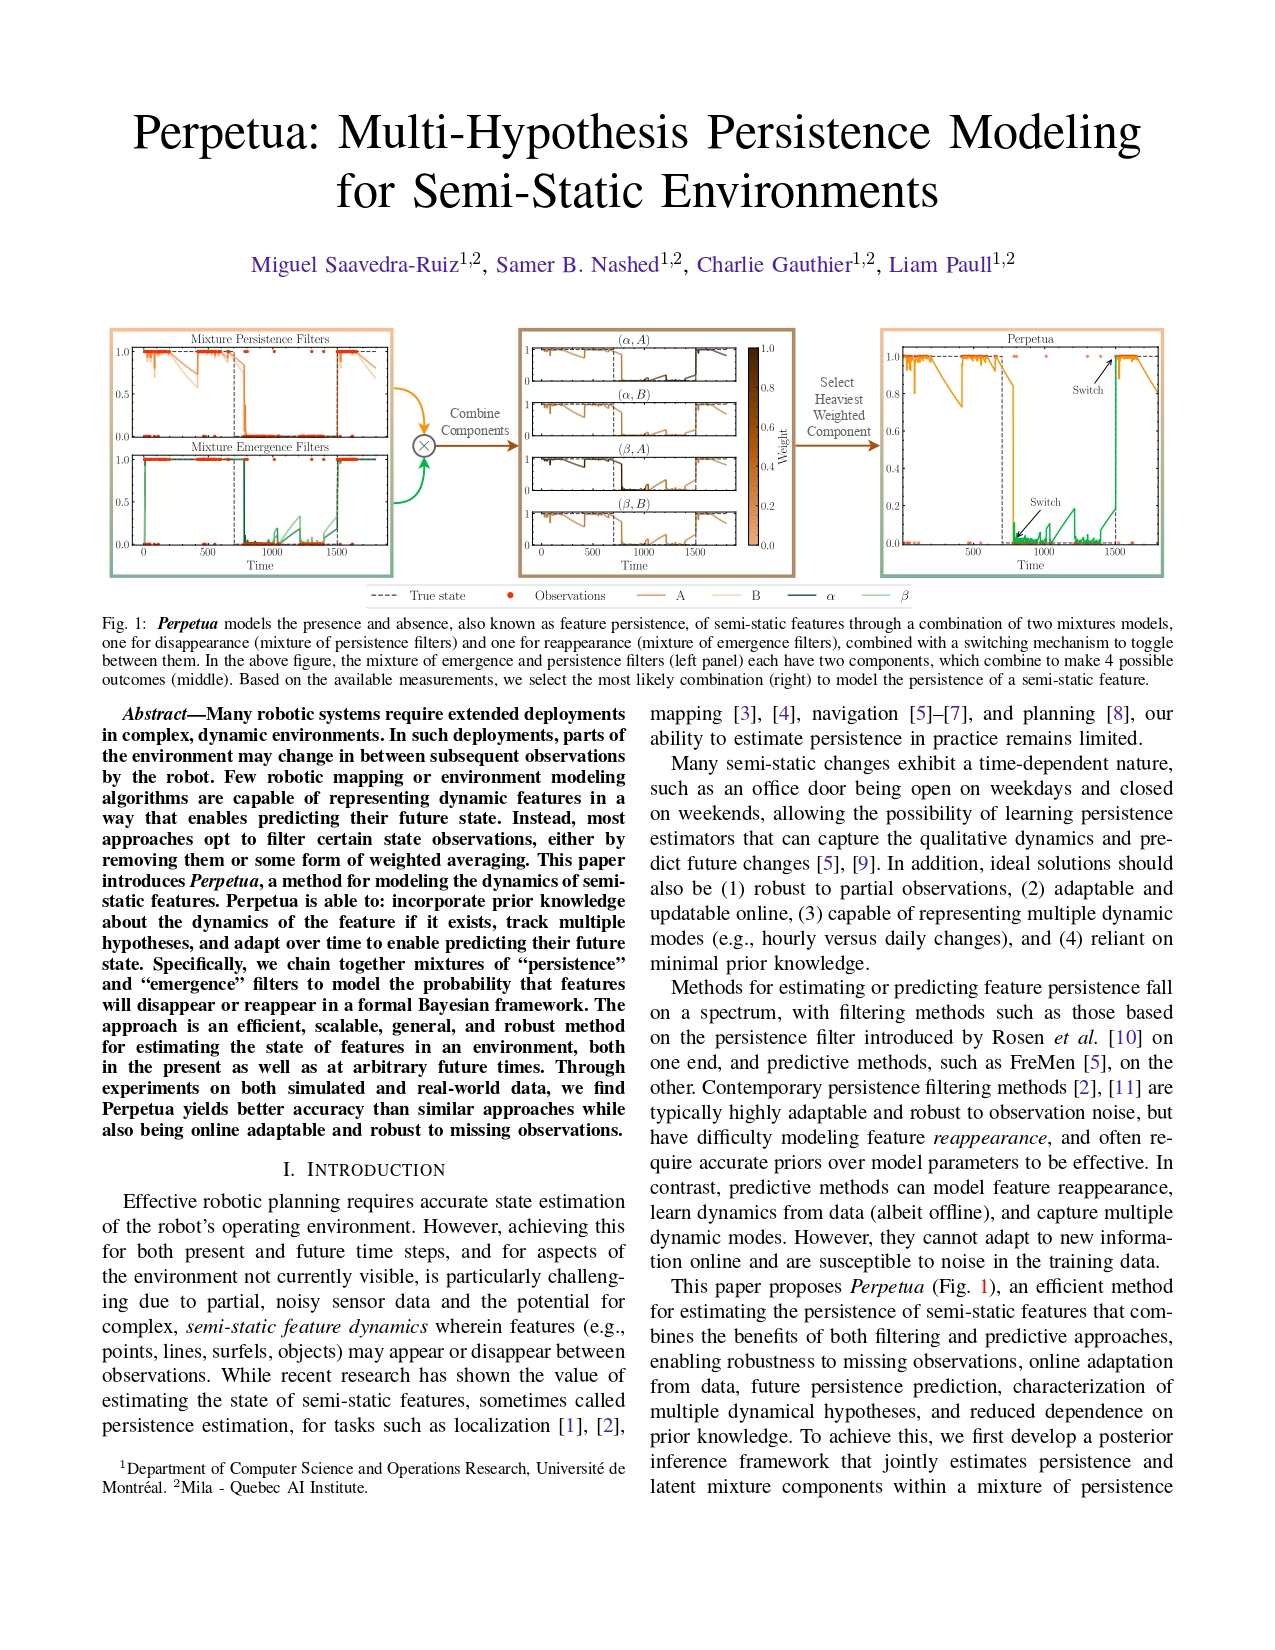 Perpetua: Multi-Hypothesis Persistence Modeling
for Semi-Static Environments
Miguel Saavedra-Ruiz1,2, Samer B. Nashed1,2, Charlie Gauthier1,2, Liam Paull1,2
Mixture Persistence Filters
1.0
0.5
0.0
Mixture Emergence Filters
1.0
0.5
0.0
0 500 1000 1500
Time
Combine
Components
(α, A)
1
0
(α, B)
1
0
(β, A)
1
0
(β, B)
1
0
0 500 1000 1500
Time
1.0
0.8
0.6
0.4
0.2
0.0
Weight
Select
Heaviest
Weighted
Component
Perpetua
1.0
0.8
0.6
0.4
0.2
0.0
Switch
Switch
500 1000 1500
Time
True state Observations A B α β
Fig. 1: Perpetua models the presence and absence, also known as feature persistence, of semi-static features through a combination of two mixtures models,
one for disappearance (mixture of persistence filters) and one for reappearance (mixture of emergence filters), combined with a switching mechanism to toggle
between them. In the above figure, the mixture of emergence and persistence filters (left panel) each have two components, which combine to make 4 possible
outcomes (middle). Based on the available measurements, we select the most likely combination (right) to model the persistence of a semi-static feature.
Abstract—Many robotic systems require extended deployments
in complex, dynamic environments. In such deployments, parts of
the environment may change in between subsequent observations
by the robot. Few robotic mapping or environment modeling
algorithms are capable of representing dynamic features in a
way that enables predicting their future state. Instead, most
approaches opt to filter certain state observations, either by
removing them or some form of weighted averaging. This paper
introduces Perpetua, a method for modeling the dynamics of semi-
static features. Perpetua is able to: incorporate prior knowledge
about the dynamics of the feature if it exists, track multiple
hypotheses, and adapt over time to enable predicting their future
state. Specifically, we chain together mixtures of “persistence”
and “emergence” filters to model the probability that features
will disappear or reappear in a formal Bayesian framework. The
approach is an efficient, scalable, general, and robust method
for estimating the state of features in an environment, both
in the present as well as at arbitrary future times. Through
experiments on both simulated and real-world data, we find
Perpetua yields better accuracy than similar approaches while
also being online adaptable and robust to missing observations.
I. INTRODUCTION
Effective robotic planning requires accurate state estimation
of the robot's operating environment. However, achieving this
for both present and future time steps, and for aspects of
the environment not currently visible, is particularly challeng-
ing due to partial, noisy sensor data and the potential for
complex, semi-static feature dynamics wherein features (e.g.,
points, lines, surfels, objects) may appear or disappear between
observations. While recent research has shown the value of
estimating the state of semi-static features, sometimes called
persistence estimation, for tasks such as localization [1], [2],
1Department of Computer Science and Operations Research, Université de
Montréal. 2Mila - Quebec AI Institute.
mapping [3], [4], navigation [5]–[7], and planning [8], our
ability to estimate persistence in practice remains limited.
Many semi-static changes exhibit a time-dependent nature,
such as an office door being open on weekdays and closed
on weekends, allowing the possibility of learning persistence
estimators that can capture the qualitative dynamics and pre-
dict future changes [5], [9]. In addition, ideal solutions should
also be (1) robust to partial observations, (2) adaptable and
updatable online, (3) capable of representing multiple dynamic
modes (e.g., hourly versus daily changes), and (4) reliant on
minimal prior knowledge.
Methods for estimating or predicting feature persistence fall
on a spectrum, with filtering methods such as those based
on the persistence filter introduced by Rosen et al. [10] on
one end, and predictive methods, such as FreMen [5], on the
other. Contemporary persistence filtering methods [2], [11] are
typically highly adaptable and robust to observation noise, but
have difficulty modeling feature reappearance, and often re-
quire accurate priors over model parameters to be effective. In
contrast, predictive methods can model feature reappearance,
learn dynamics from data (albeit offline), and capture multiple
dynamic modes. However, they cannot adapt to new informa-
tion online and are susceptible to noise in the training data.
This paper proposes Perpetua (Fig. 1), an efficient method
for estimating the persistence of semi-static features that com-
bines the benefits of both filtering and predictive approaches,
enabling robustness to missing observations, online adaptation
from data, future persistence prediction, characterization of
multiple dynamical hypotheses, and reduced dependence on
prior knowledge. To achieve this, we first develop a posterior
inference framework that jointly estimates persistence and
latent mixture components within a mixture of persistence